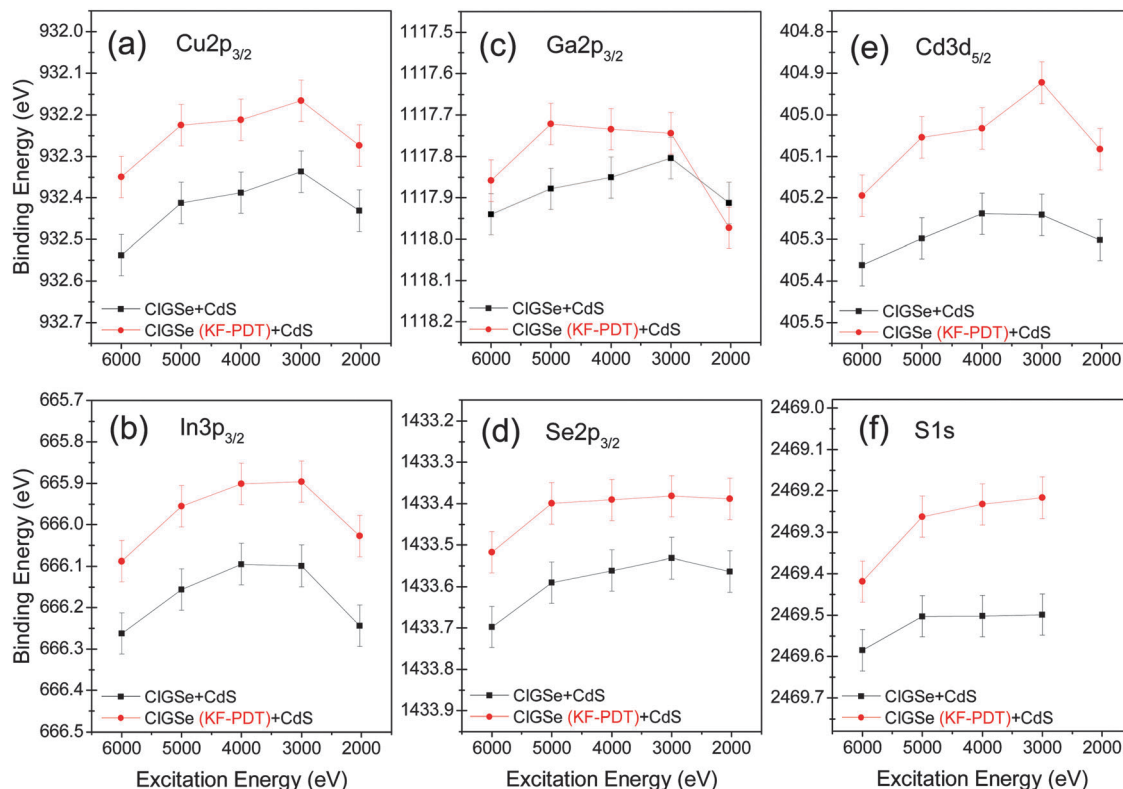 (a) Cu2p3/2
932.0
932.1
932.2
932.3
932.4
932.5
932.6
932.7
Binding Energy (eV)
CIGSe+CdS
CIGSe (KF-PDT)+CdS
6000 5000 4000 3000 2000
(c) Ga2p3/2
1117.5
1117.6
1117.7
1117.8
1117.9
1118.0
1118.1
1118.2
CIGSe+CdS
CIGSe (KF-PDT)+CdS
6000 5000 4000 3000 2000
(e) Cd3d5/2
404.8
404.9
405.0
405.1
405.2
405.3
405.4
405.5
CIGSe+CdS
CIGSe (KF-PDT)+CdS
6000 5000 4000 3000 2000
(b) In3p3/2
665.7
665.8
665.9
666.0
666.1
666.2
666.3
666.4
666.5
Binding Energy (eV)
CIGSe+CdS
CIGSe (KF-PDT)+CdS
6000 5000 4000 3000 2000
Excitation Energy (eV)
(d) Se2p3/2
1433.2
1433.3
1433.4
1433.5
1433.6
1433.7
1433.8
1433.9
CIGSe+CdS
CIGSe (KF-PDT)+CdS
6000 5000 4000 3000 2000
Excitation Energy (eV)
(f) S1s
2469.0
2469.1
2469.2
2469.3
2469.4
2469.5
2469.6
2469.7
CIGSe+CdS
CIGSe (KF-PDT)+CdS
6000 5000 4000 3000 2000
Excitation Energy (eV)